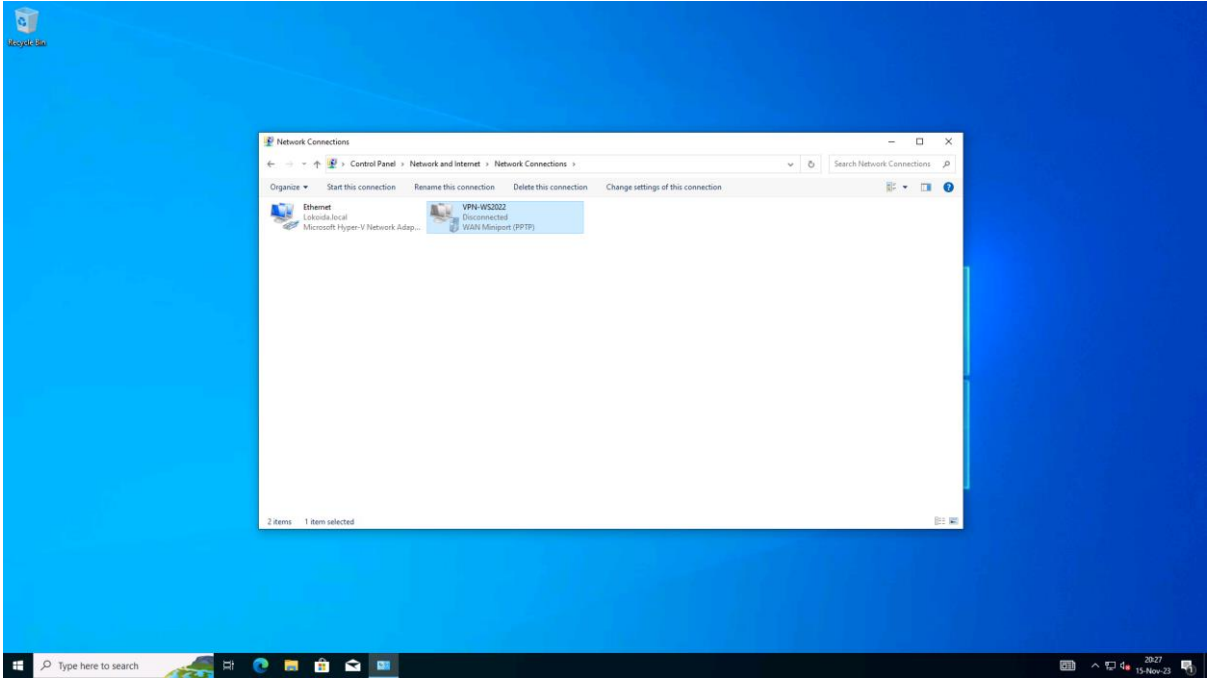 Recycle Bin
Network Connections
Control Panel > Network and Internet > Network Connections >
Search Network Connections
Organize Start this connection Rename this connection Delete this connection Change settings of this connection
Ethernet
Lokoida.local
Microsoft Hyper-V Network Adap...
VPN-WS2022
Disconnected
WAN Miniport (PPTP)
2 items 1 item selected
Type here to search
20:27
15-Nov-23